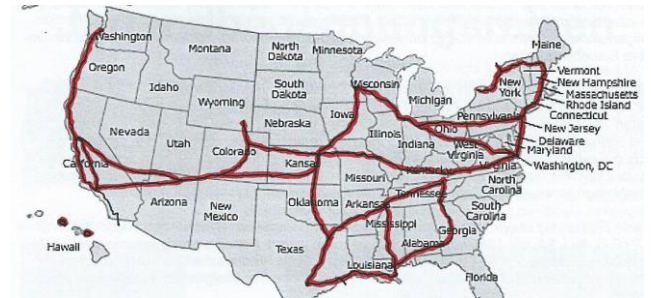 Washington
Montana
North
Dakota
Minnesota
Maine
Oregon
Idaho
Wyoming
South
Dakota
Wisconsin
Michigan
New
York
Vermont
New Hampshire
Massachusetts
Rhode Island
Connecticut
New Jersey
Delaware
Maryland
Washington, DC
Nevada
Utah
Colorado
Nebraska
Iowa
Illinois
Indiana
Ohio
Pennsylvania
West
Virginia
Virginia
California
Kansas
Missouri
Kentucky
Arizona
New
Mexico
Oklahoma
Arkansas
Tennessee
North
Carolina
South
Carolina
Texas
Louisiana
Mississippi
Alabama
Georgia
Florida
Hawaii